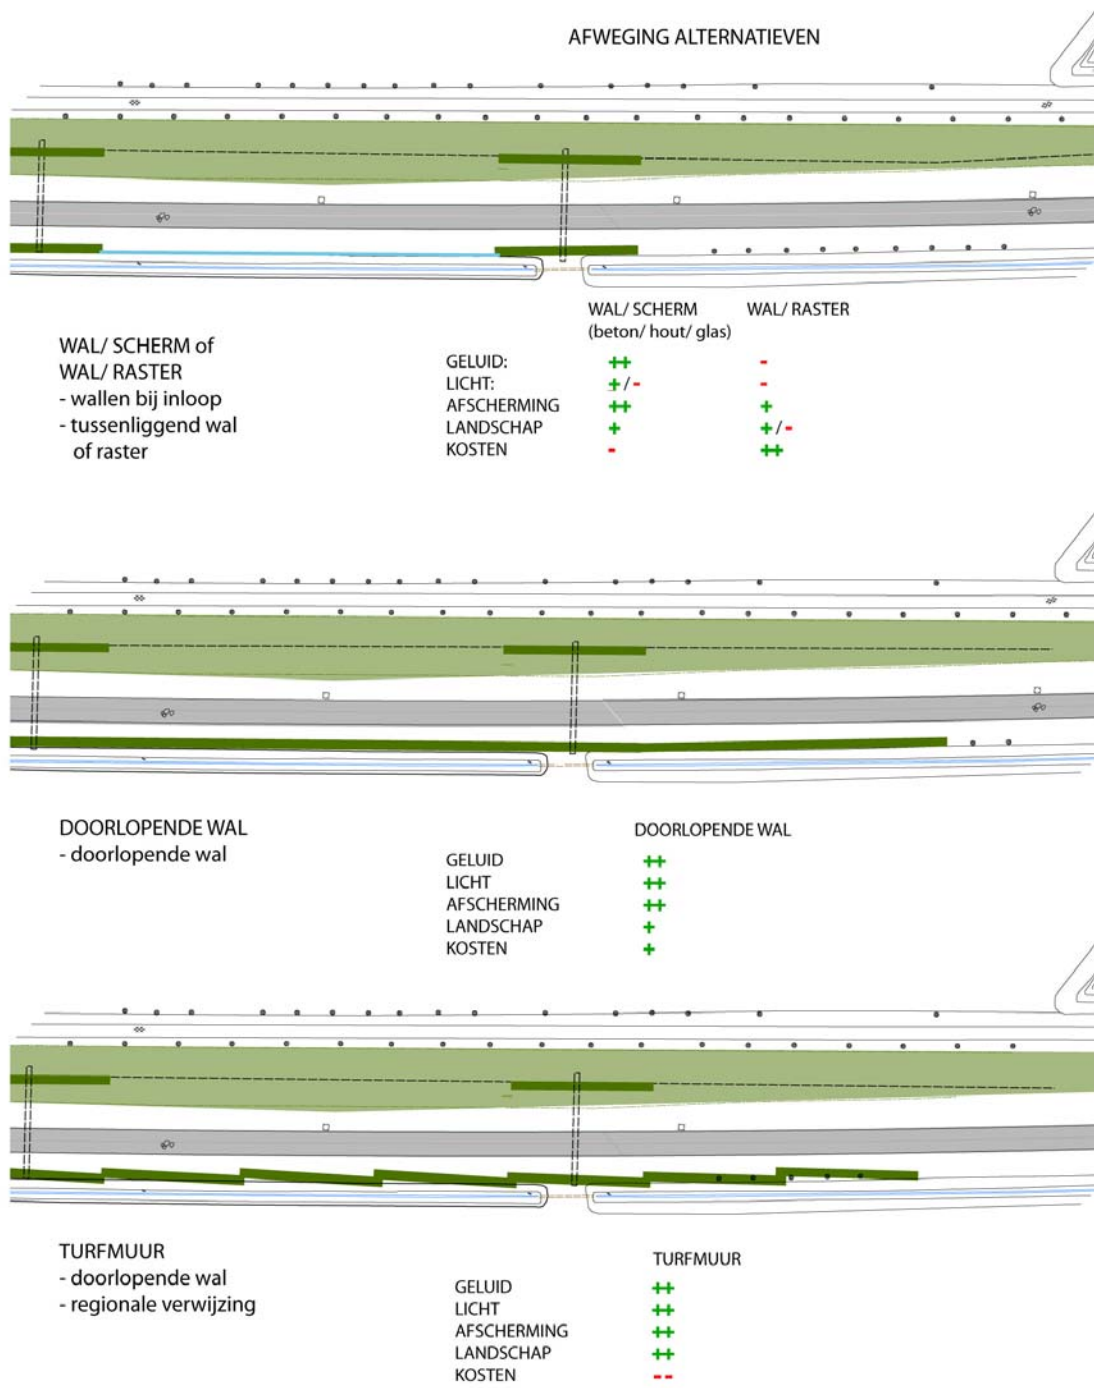 AFWEGING ALTERNATIEVEN
WAL/ SCHERM of
WAL/ RASTER
- wallen bij inloop
- tussenliggend wal
of raster
WAL/ SCHERM WAL/ RASTER
(beton/ hout/ glas)
GELUID: ++ -
LICHT: + / - -
AFSCHERMING ++ +
LANDSCHAP + + / -
KOSTEN - ++
DOORLOPENDE WAL
- doorlopende wal
DOORLOPENDE WAL
GELUID ++
LICHT ++
AFSCHERMING ++
LANDSCHAP +
KOSTEN +
TURFMUUR
- doorlopende wal
- regionale verwijzing
TURFMUUR
GELUID ++
LICHT ++
AFSCHERMING ++
LANDSCHAP ++
KOSTEN --